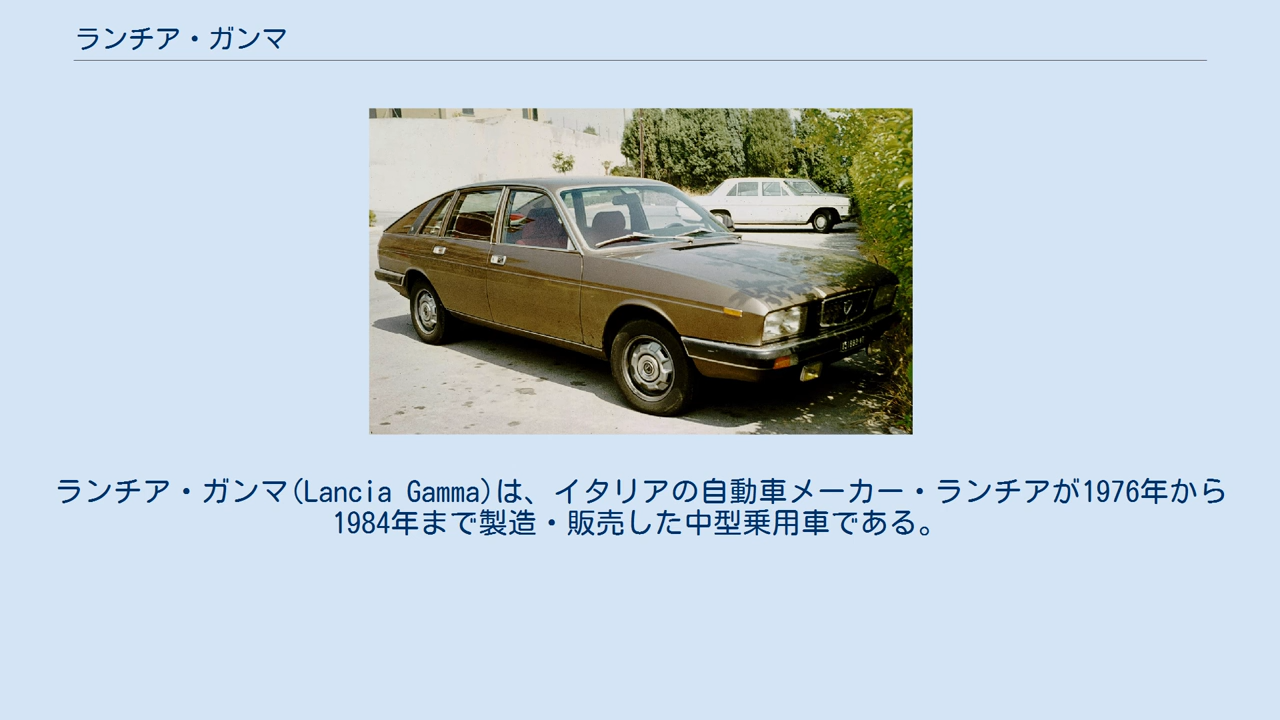 ランチア・ガンマ
ランチア・ガンマ(Lancia Gamma)は、イタリアの自動車メーカー・ランチアが1976年から
1984年まで製造・販売した中型乗用車である。